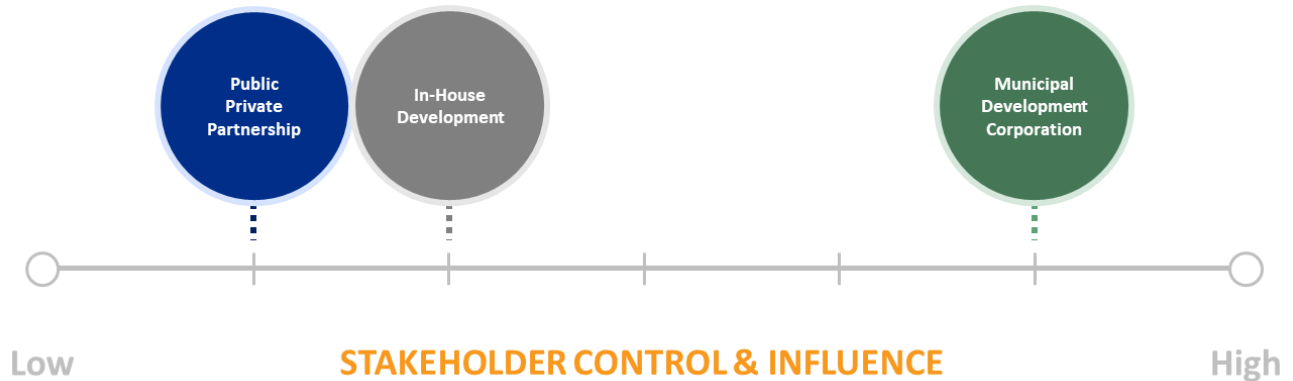 Public
Private
Partnership
In-House
Development
Municipal
Development
Corporation
Low
STAKEHOLDER CONTROL & INFLUENCE
High